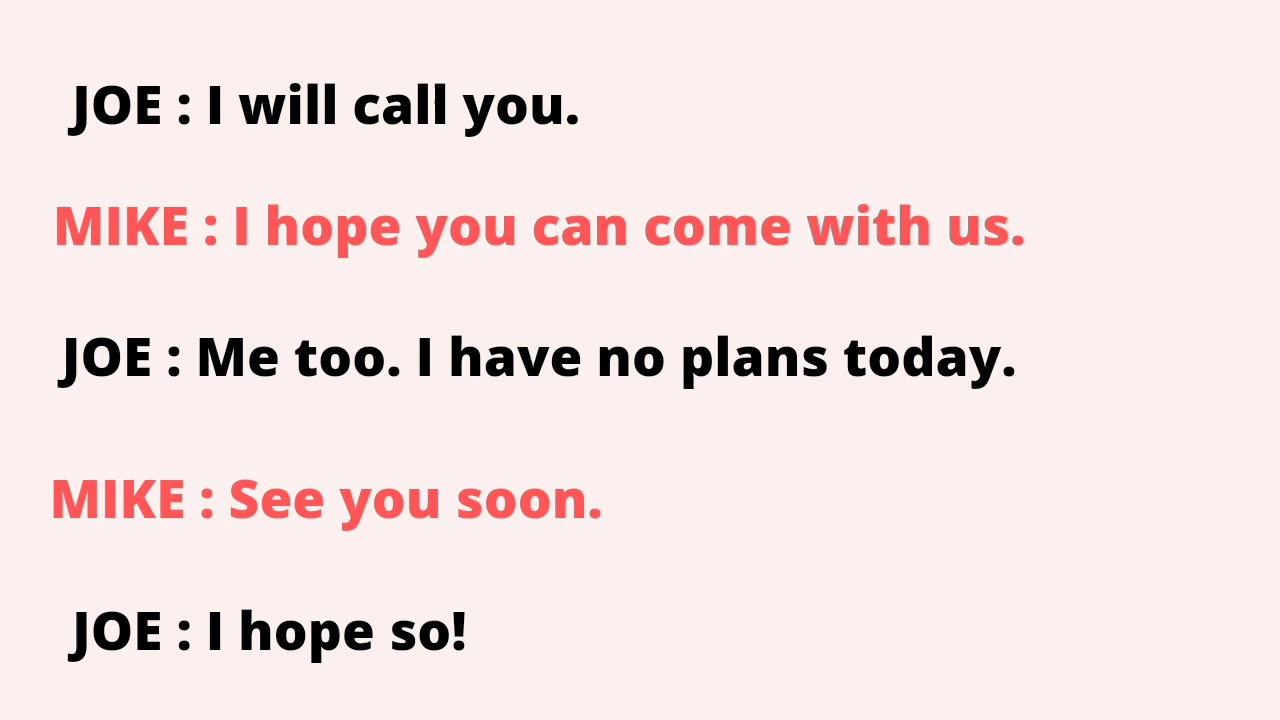 JOE : I will call you.
MIKE : I hope you can come with us.
JOE : Me too. I have no plans today.
MIKE : See you soon.
JOE : I hope so!